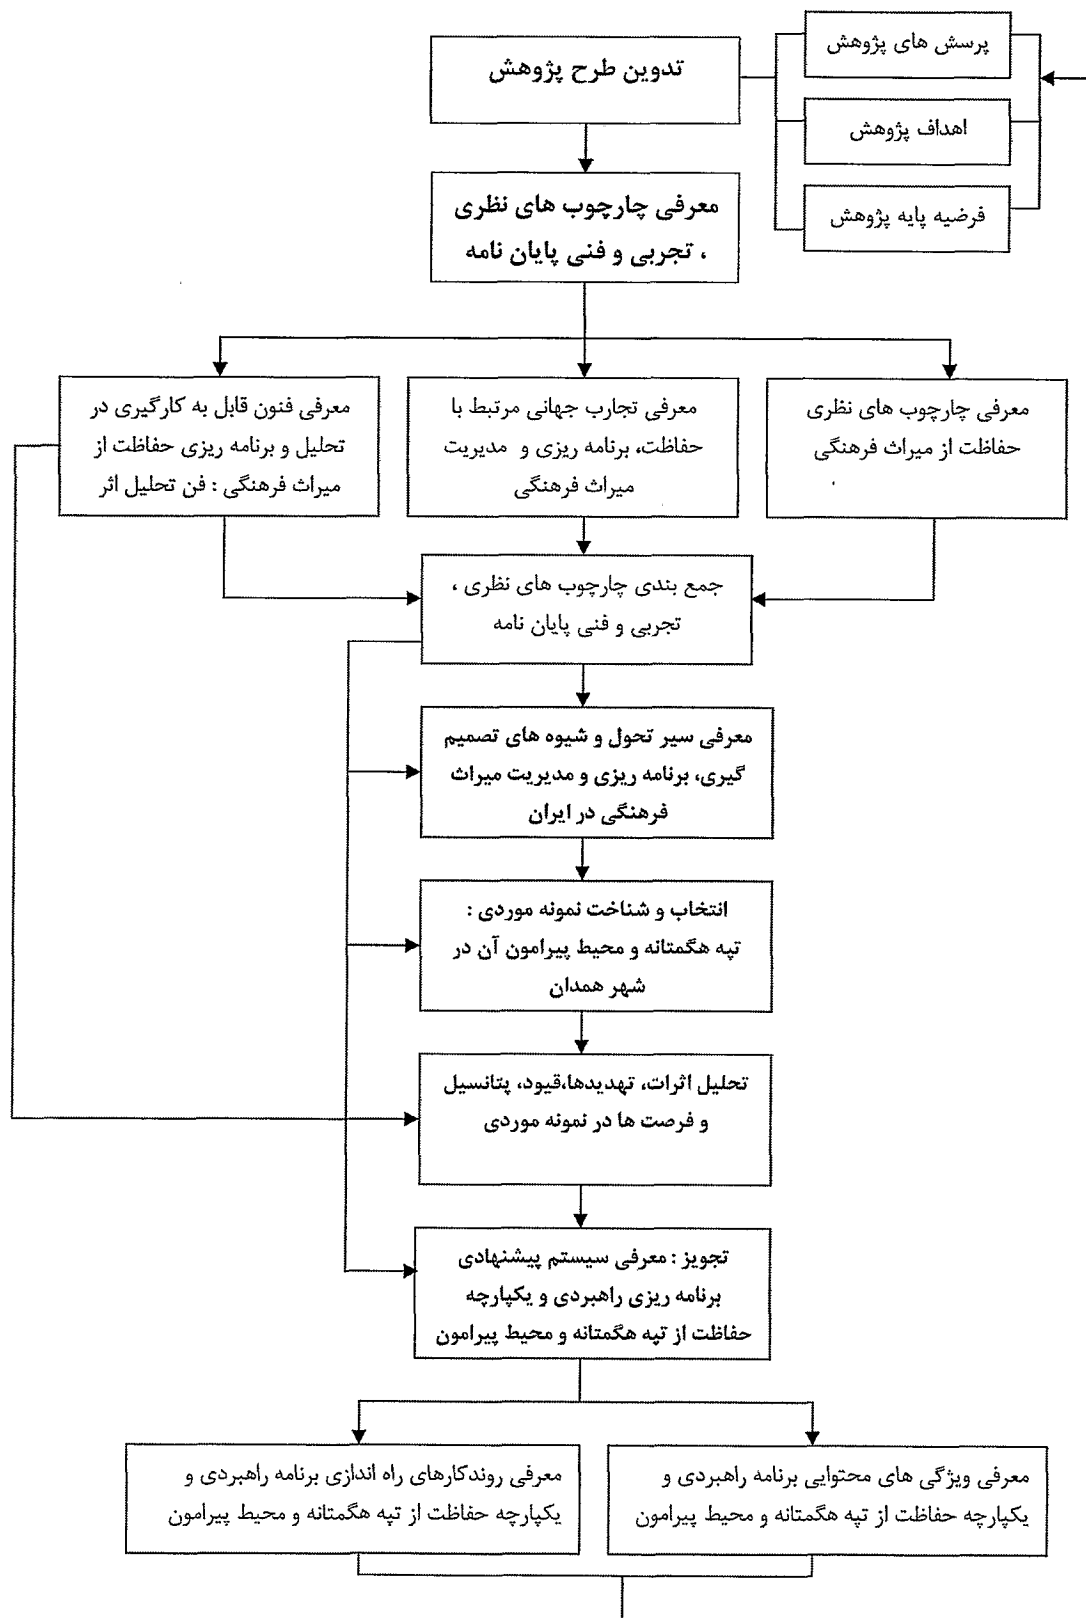 تدوین طرح پژوهش
پرسش های پژوهش
اهداف پژوهش
فرضیه پایه پژوهش
معرفی چارچوب های نظری
، تجربی و فنی پایان نامه
معرفی چارچوب های نظری
حفاظت از میراث فرهنگی
معرفی تجارب جهانی مرتبط با
حفاظت، برنامه ریزی و مدیریت
میراث فرهنگی
معرفی فنون قابل به کارگیری در
تحلیل و برنامه ریزی حفاظت از
میراث فرهنگی : فن تحلیل اثر
جمع بندی چارچوب های نظری ،
تجربی و فنی پایان نامه
معرفی سیر تحول و شیوه های تصمیم
گیری، برنامه ریزی و مدیریت میراث
فرهنگی در ایران
انتخاب و شناخت نمونه موردی :
تپه هگمتانه و محیط پیرامون آن در
شهر همدان
تحلیل اثرات، تهدیدها،قیود، پتانسیل
و فرصت ها در نمونه موردی
تجویز : معرفی سیستم پیشنهادی
برنامه ریزی راهبردی و یکپارچه
حفاظت از تپه هگمتانه و محیط پیرامون
معرفی ویژگی های محتوایی برنامه راهبردی و
یکپارچه حفاظت از تپه هگمتانه و محیط پیرامون
معرفی روندکارهای راه اندازی برنامه راهبردی و
یکپارچه حفاظت از تپه هگمتانه و محیط پیرامون